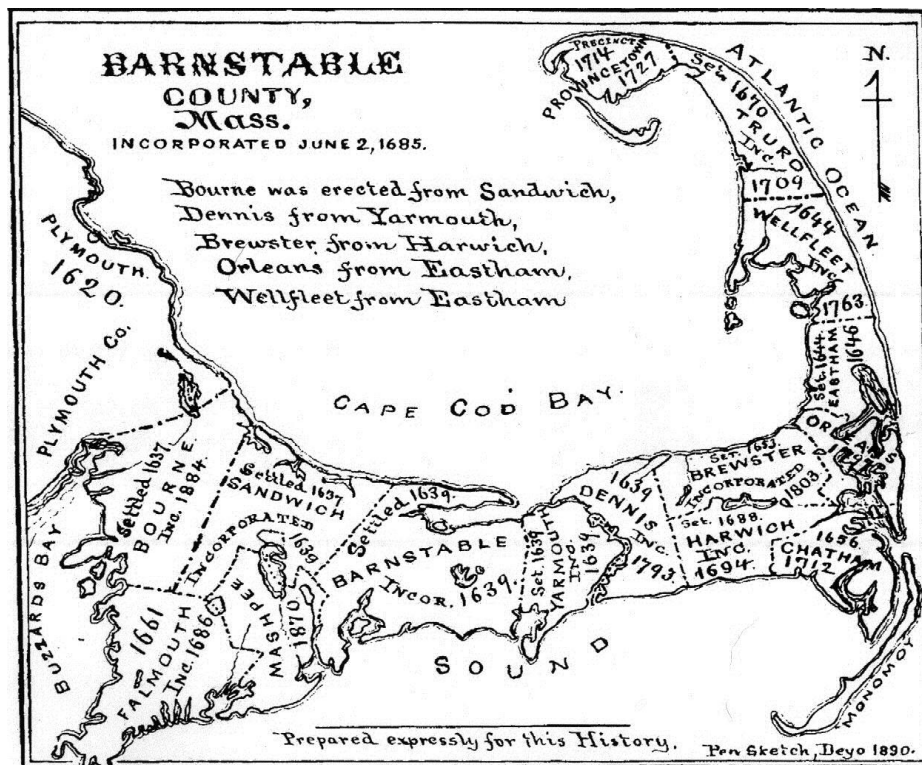 BARNSTABLE
COUNTY,
Mass.
INCORPORATED JUNE 2, 1685.
Bourne was erected from Sandwich,
Dennis from Yarmouth,
Brewster from Harwich,
Orleans from Eastham,
Wellfleet from Eastham
N.
ATLANTIC OCEAN
PRECINCT
1714
PROVINCETOWN
1727
Set. 1670
TRURO
Inc.
1709
1644
WELLFLEET
Inc.
1763.
Set. 1644
EASTHAM
1646
ORLEANS
PLYMOUTH.
1620.
PLYMOUTH Co.
CAPE COD BAY.
BUZZARDS BAY
Settled 1637
BOURNE
Inc. 1884.
Settled 1637
SANDWICH
INCORPORATED
1639
Settled 1639.
BARNSTABLE
INCOR. 1639.
Set. 1639
YARMOUTH
Inc.
1639
1639
DENNIS
INC.
1793.
Set. 1653.
BREWSTER
INCORPORATED
1803.
Set. 1688.
HARWICH
INC.
1694.
1656
CHATHAM
1712
1661
FALMOUTH
Inc. 1686
MASHPEE
1870
SOUND
MONOMOY
Prepared expressly for this History.
Pen Sketch, Deyo 1890.